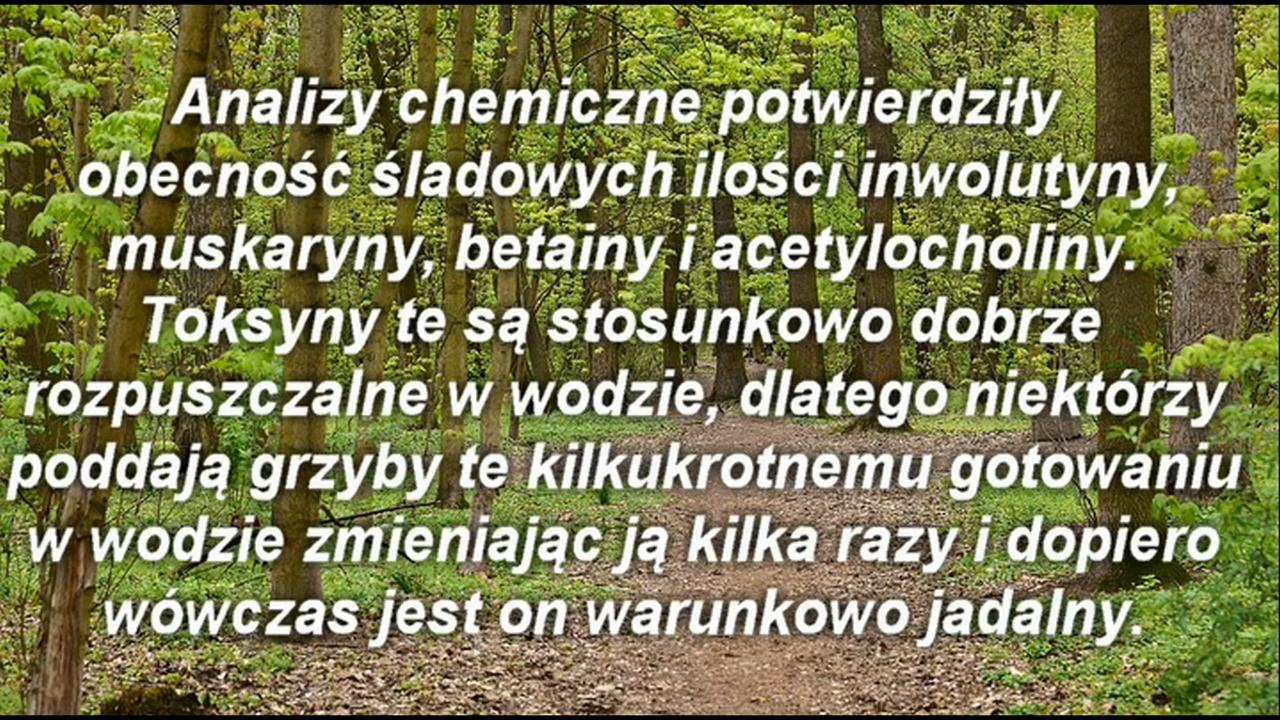 Analizy chemiczne potwierdziły
obecność śladowych ilości inwolutyny,
muskaryny, betainy i acetylocholiny.
Toksyny te są stosunkowo dobrze
rozpuszczalne w wodzie, dlatego niektórzy
poddają grzyby te kilkukrotnemu gotowaniu
w wodzie zmieniając ją kilka razy i dopiero
wówczas jest on warunkowo jadalny.